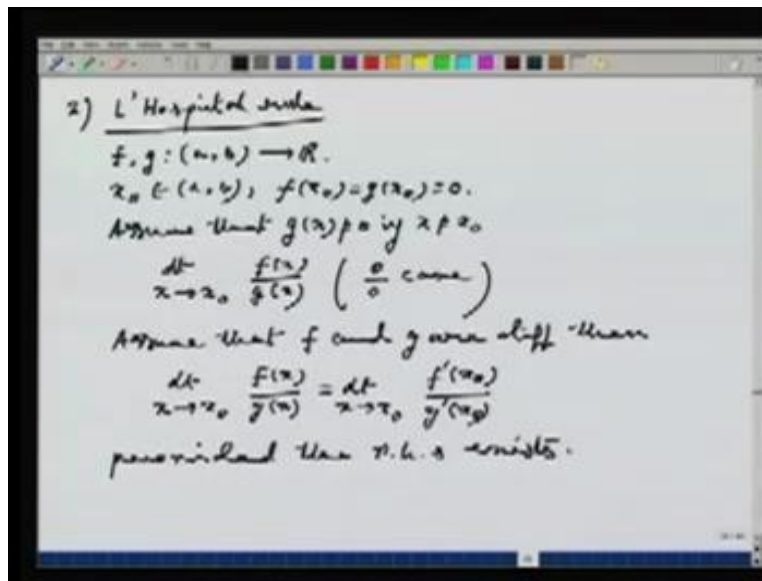 2) L'Hospital rule
f, g : (a, b) → ℝ.
x₀ ∈ (a, b), f(x₀) = g(x₀) = 0.
Assume that g(x) ≠ 0 if x ≠ x₀
lt x→x₀ f(x)/g(x) ( 0/0 case )
Assume that f and g are diff then
lt x→x₀ f(x)/g(x) = lt x→x₀ f'(x₀)/g'(x₀)
provided the r.h.s exists.